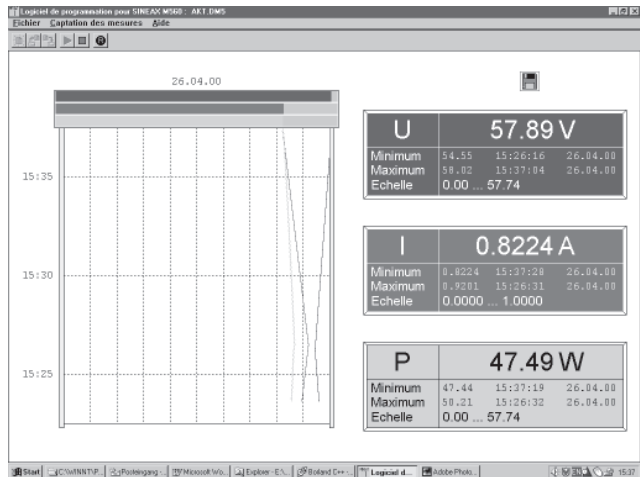 Logiciel de programmation pour SINEAX M560 : AKT.DM5
Fichier Captation des mesures Aide
26.04.00
15:35
15:30
15:25
U 57.89 V
Minimum 54.55 15:26:16 26.04.00
Maximum 58.02 15:37:04 26.04.00
Echelle 0.00 ... 57.74
I 0.8224 A
Minimum 0.8224 15:37:28 26.04.00
Maximum 0.9201 15:26:31 26.04.00
Echelle 0.0000 ... 1.0000
P 47.49 W
Minimum 47.44 15:37:19 26.04.00
Maximum 50.21 15:26:32 26.04.00
Echelle 0.00 ... 57.74
Start C:\WINNT\P... Posteingang -... Microsoft Wo... Explorer - E:\... Borland C++ -... Logiciel d... Adobe Photo... 15:37